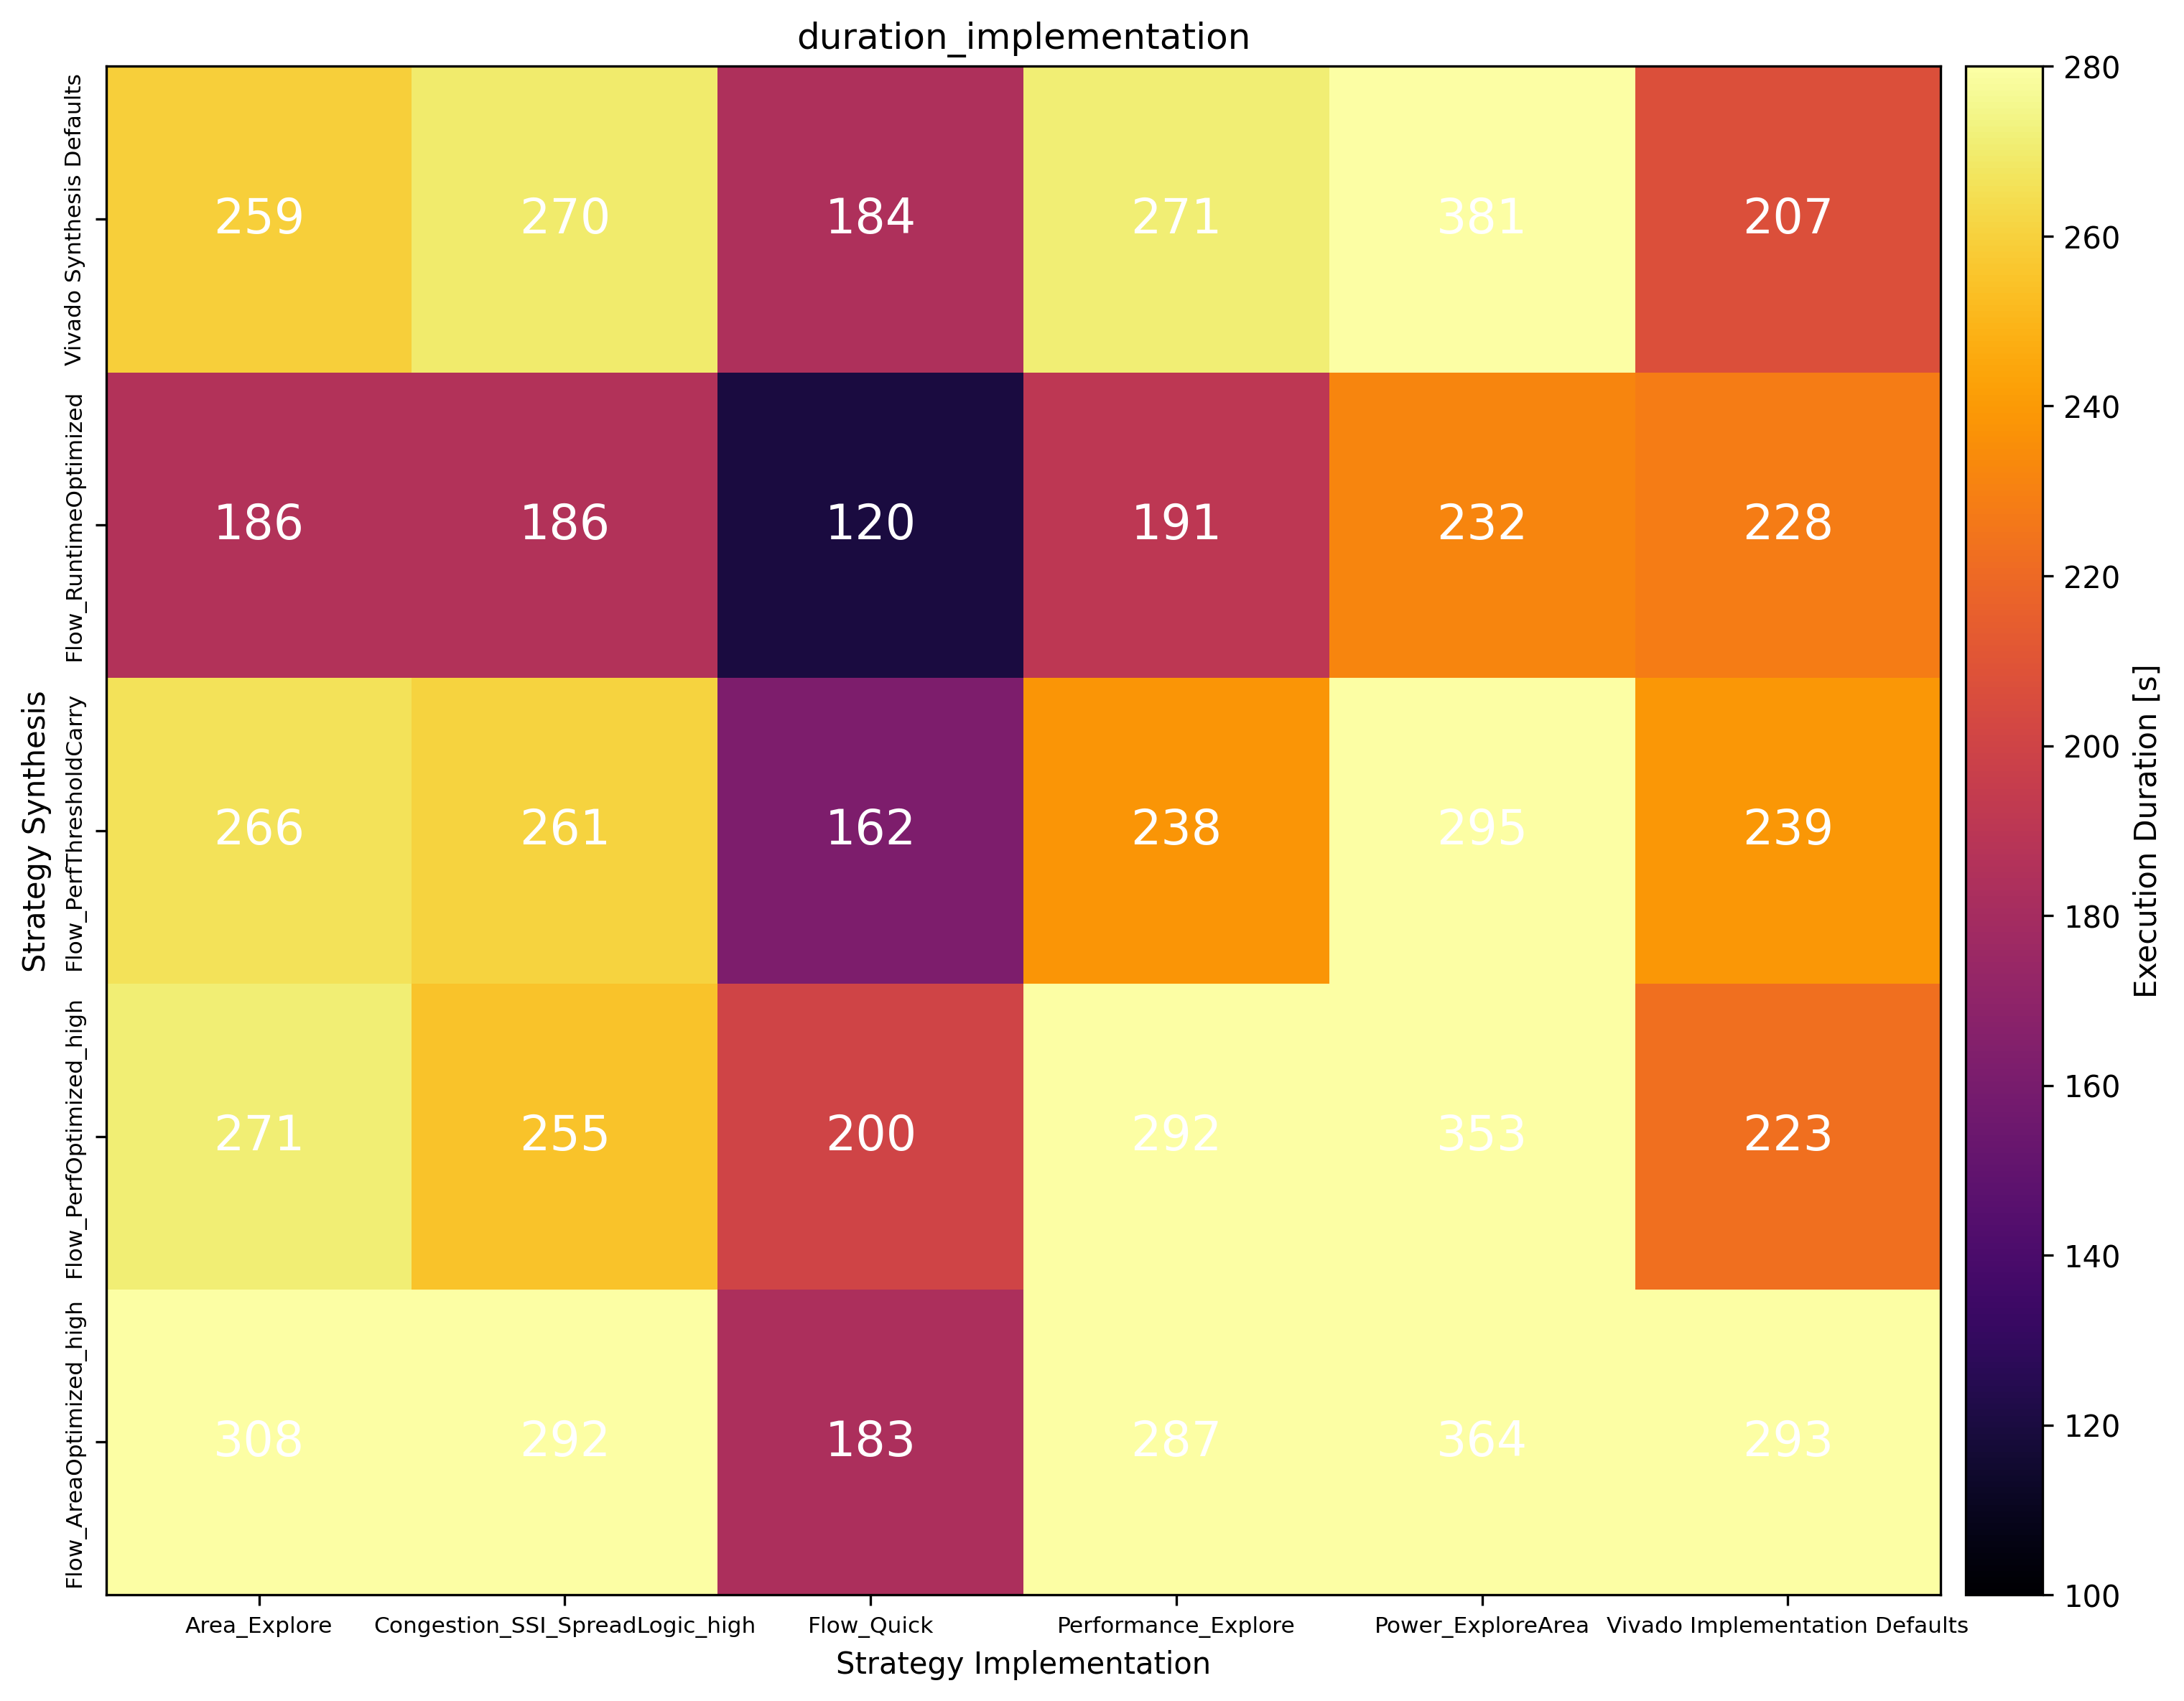 duration_implementation
Strategy Synthesis
Vivado Synthesis Defaults
259 270 184 271 381 207
Flow_RuntimeOptimized
186 186 120 191 232 228
Flow_PerfThresholdCarry
266 261 162 238 295 239
Flow_PerfOptimized_high
271 255 200 292 353 223
Flow_AreaOptimized_high
308 292 183 287 364 293
Area_Explore Congestion_SSI_SpreadLogic_high Flow_Quick Performance_Explore Power_ExploreArea Vivado Implementation Defaults
Strategy Implementation
280
260
240
220
200
180
160
140
120
100
Execution Duration [s]